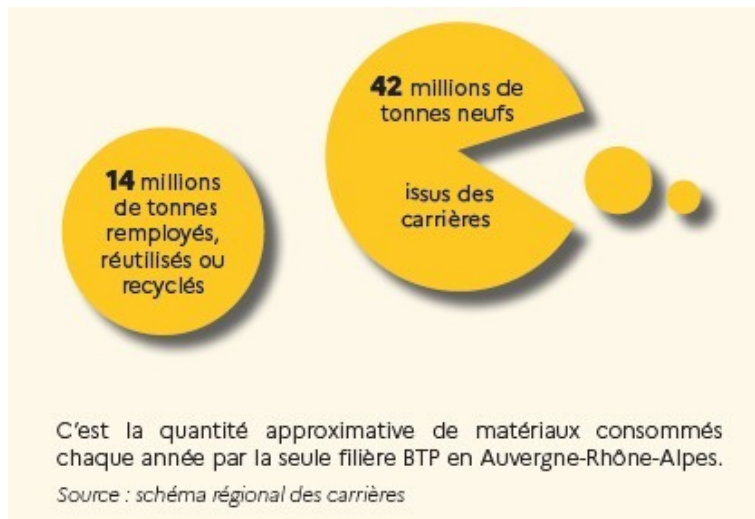 42 millions de
tonnes neufs
issus des
carrières
14 millions
de tonnes
remployés,
réutilisés ou
recyclés
C'est la quantité approximative de matériaux consommés
chaque année par la seule filière BTP en Auvergne-Rhône-Alpes.
Source : schéma régional des carrières